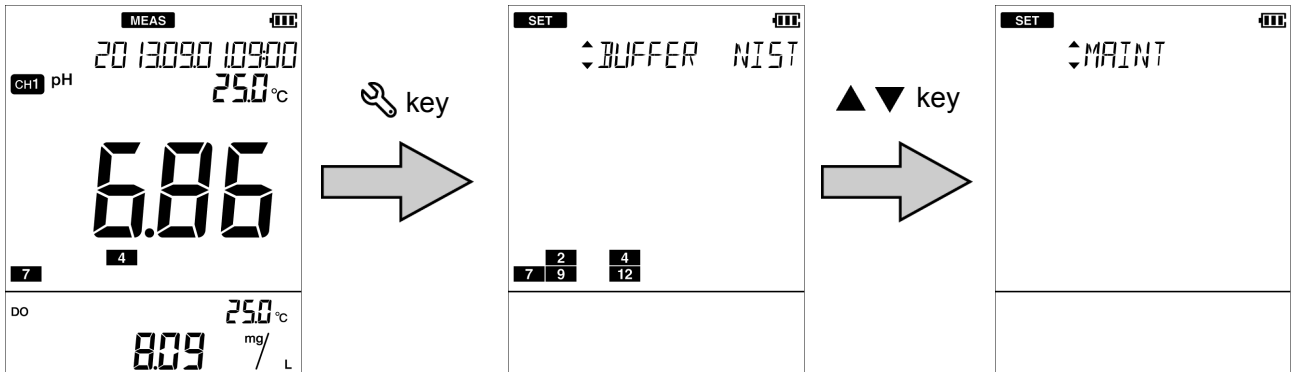 MEAS
2013.09.01.09:00
CH1 pH
25.0 °C
6.86
4
7
DO
25.0 °C
8.09 mg/L
key
SET
BUFFER NIST
2 4
7 9 12
▲ ▼ key
SET
MAINT